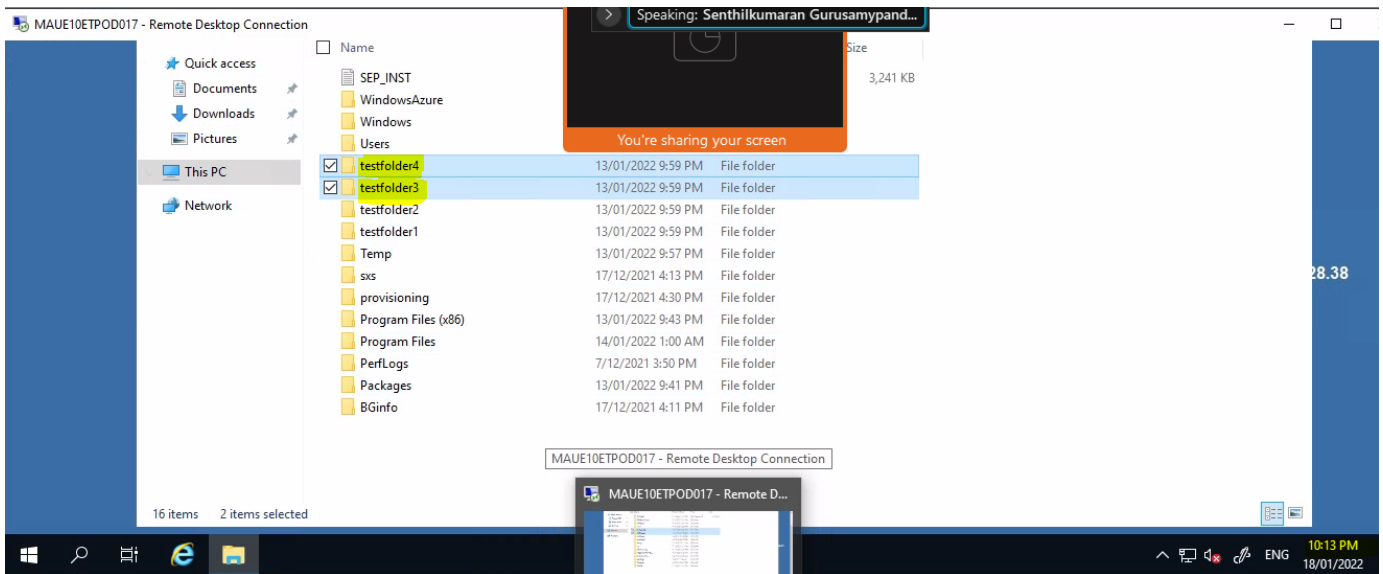 MAUE10ETPOD017 - Remote Desktop Connection
Speaking: Senthilkumaran Gurusamypand...
You're sharing your screen
Quick access
Documents
Downloads
Pictures
This PC
Network
Name Size
SEP_INST 3,241 KB
WindowsAzure
Windows
Users
testfolder4 13/01/2022 9:59 PM File folder
testfolder3 13/01/2022 9:59 PM File folder
testfolder2 13/01/2022 9:59 PM File folder
testfolder1 13/01/2022 9:59 PM File folder
Temp 13/01/2022 9:57 PM File folder
sxs 17/12/2021 4:13 PM File folder
provisioning 17/12/2021 4:30 PM File folder
Program Files (x86) 13/01/2022 9:43 PM File folder
Program Files 14/01/2022 1:00 AM File folder
PerfLogs 7/12/2021 3:50 PM File folder
Packages 13/01/2022 9:41 PM File folder
BGinfo 17/12/2021 4:11 PM File folder
28.38
MAUE10ETPOD017 - Remote Desktop Connection
MAUE10ETPOD017 - Remote D...
16 items 2 items selected
ENG
10:13 PM
18/01/2022